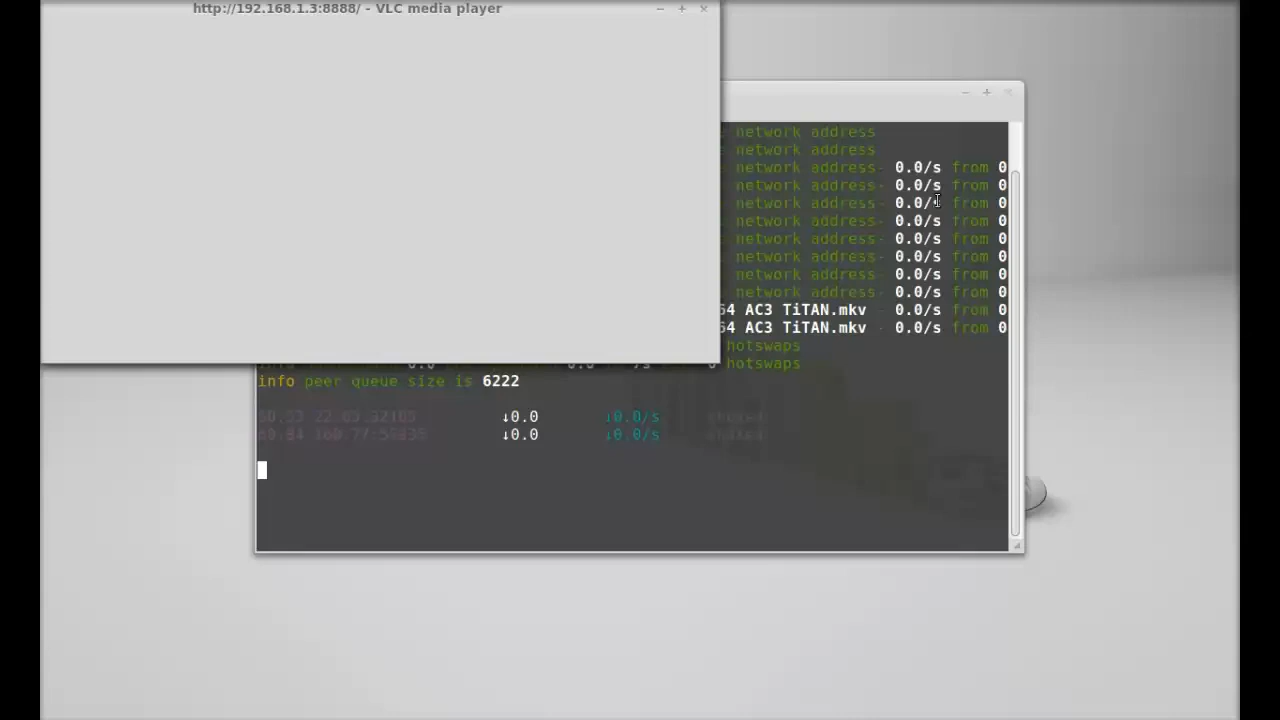 http://192.168.1.3:8888/ - VLC media player
network address
network address
network address- 0.0/s from 0
network address- 0.0/s from 0
network address- 0.0/s from 0
network address- 0.0/s from 0
network address- 0.0/s from 0
network address- 0.0/s from 0
network address- 0.0/s from 0
network address- 0.0/s from 0
64 AC3 TiTAN.mkv - 0.0/s from 0
64 AC3 TiTAN.mkv - 0.0/s from 0
hotswaps
hotswaps
info peer queue size is 6222
↓0.0 ↓0.0/s choked
↓0.0 ↓0.0/s choked